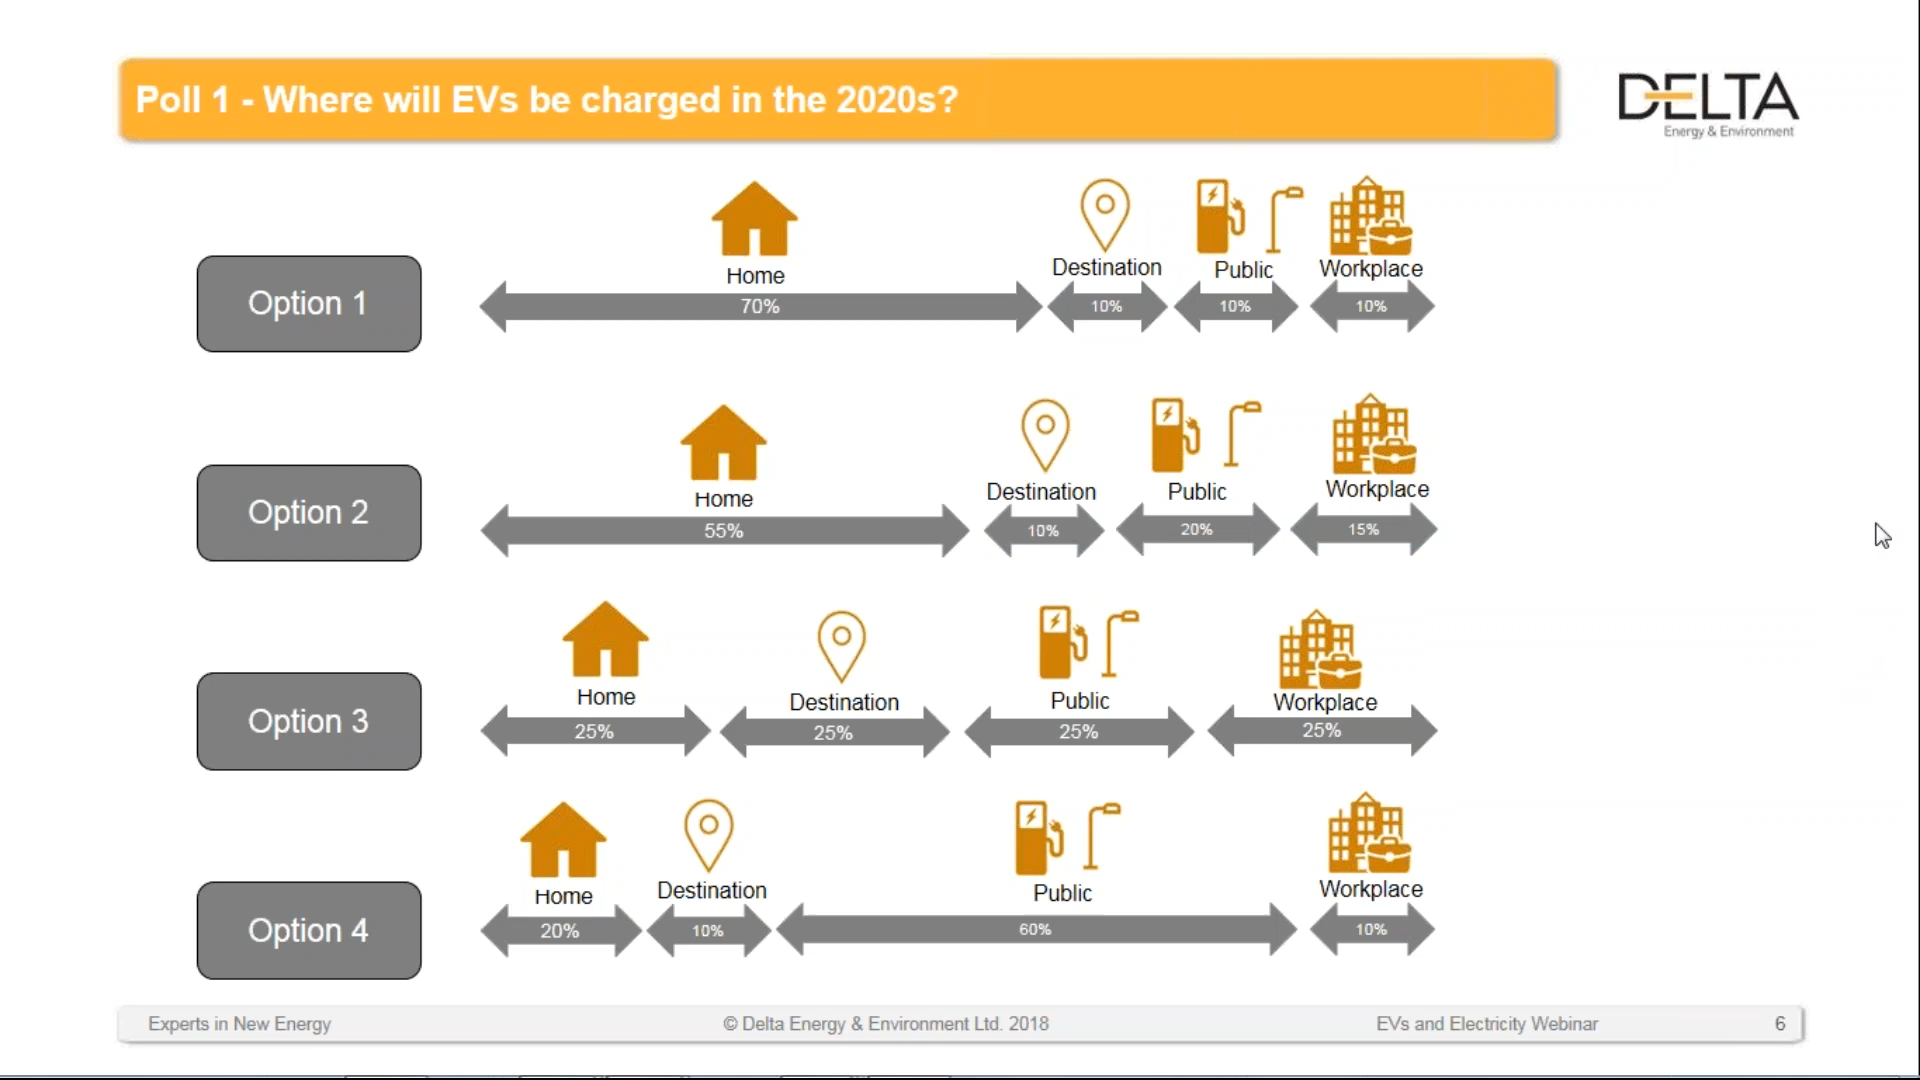 Poll 1 - Where will EVs be charged in the 2020s?
DELTA
Energy & Environment
Option 1
Home
Destination
Public
Workplace
70%
10%
10%
10%
Option 2
Home
Destination
Public
Workplace
55%
10%
20%
15%
Option 3
Home
Destination
Public
Workplace
25%
25%
25%
25%
Option 4
Home
Destination
Public
Workplace
20%
10%
60%
10%
Experts in New Energy
© Delta Energy & Environment Ltd. 2018
EVs and Electricity Webinar
6